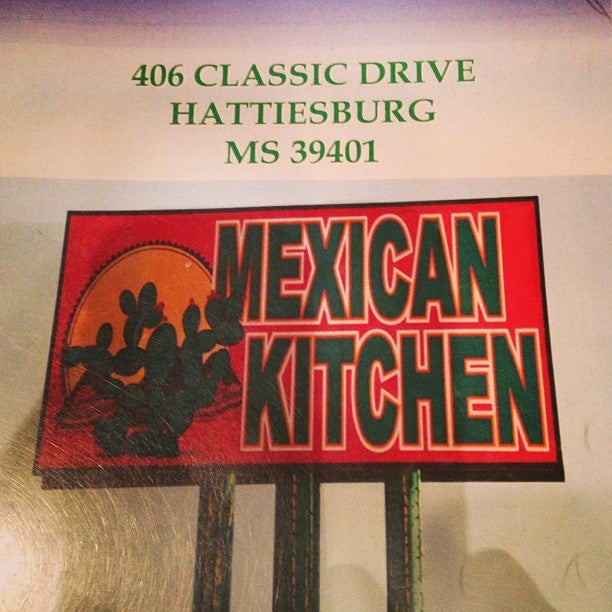 406 CLASSIC DRIVE
HATTIESBURG
MS 39401
MEXICAN
KITCHEN